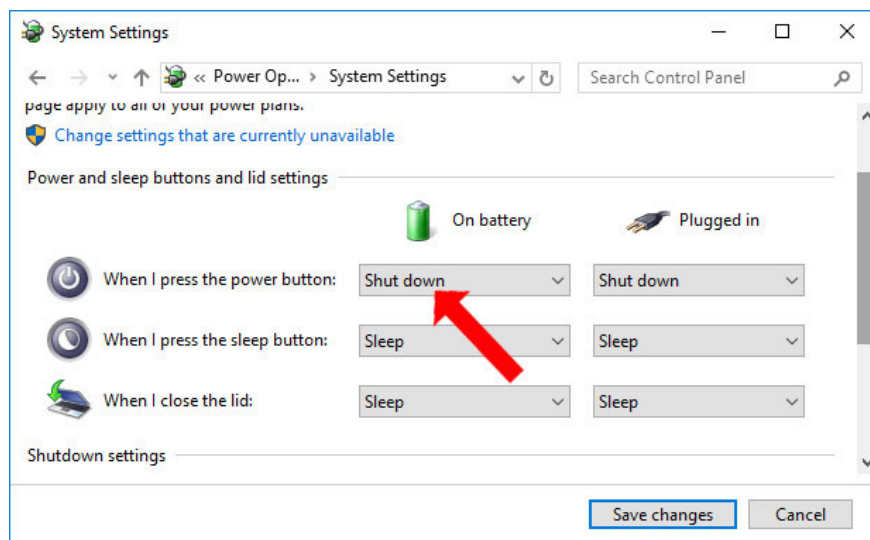 System Settings
« Power Op... › System Settings
Search Control Panel
page apply to all of your power plans.
Change settings that are currently unavailable
Power and sleep buttons and lid settings
On battery
Plugged in
When I press the power button:
Shut down
Shut down
When I press the sleep button:
Sleep
Sleep
When I close the lid:
Sleep
Sleep
Shutdown settings
Save changes
Cancel